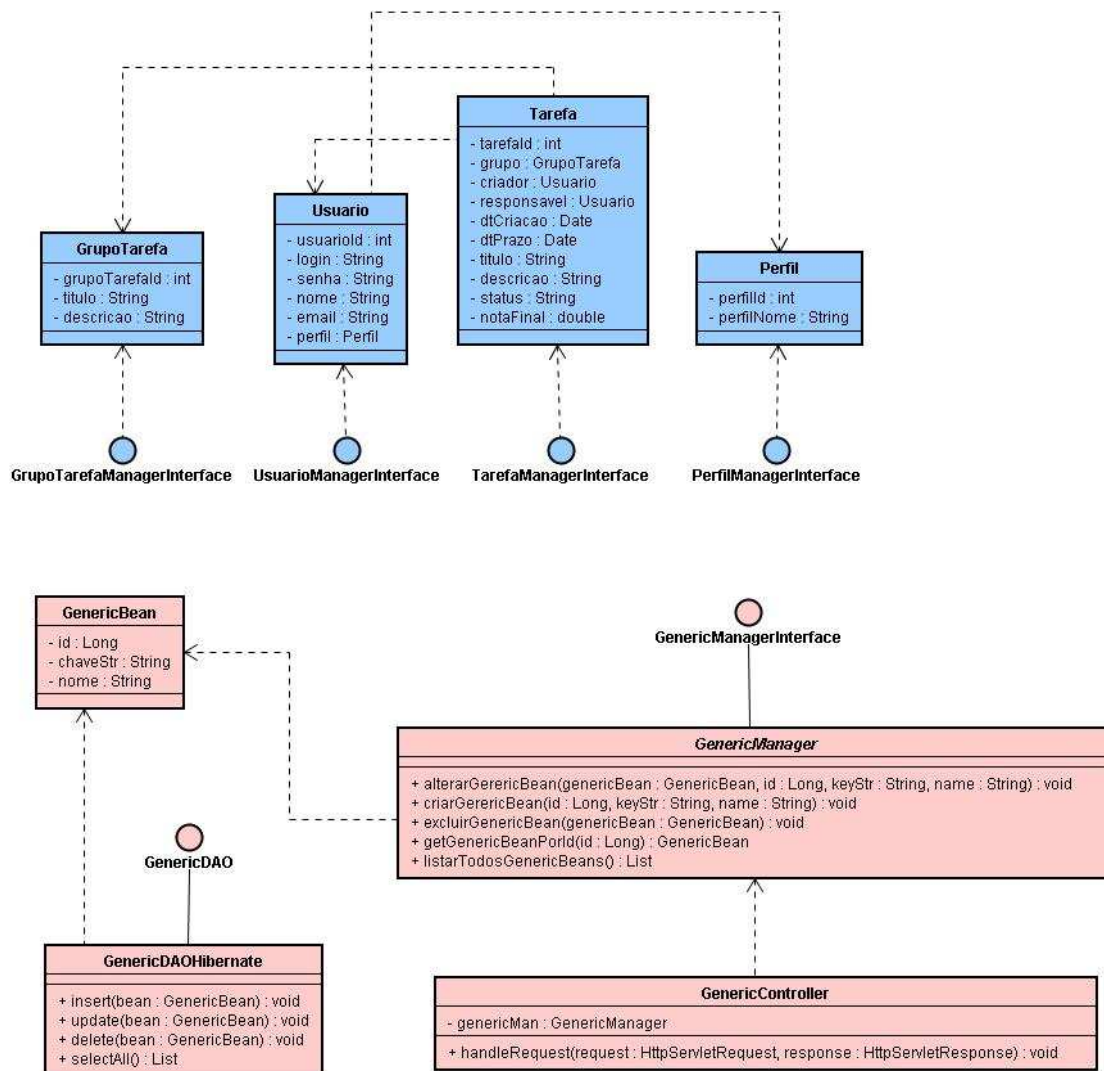 Tarefa
- tarefaId : int
- grupo : GrupoTarefa
- criador : Usuario
- responsavel : Usuario
- dtCriacao : Date
- dtPrazo : Date
- titulo : String
- descricao : String
- status : String
- notaFinal : double
Usuario
- usuarioId : int
- login : String
- senha : String
- nome : String
- email : String
- perfil : Perfil
GrupoTarefa
- grupoTarefaId : int
- titulo : String
- descricao : String
Perfil
- perfilId : int
- perfilNome : String
GrupoTarefaManagerInterface
UsuarioManagerInterface
TarefaManagerInterface
PerfilManagerInterface
GenericBean
- id : Long
- chaveStr : String
- nome : String
GenericManagerInterface
GenericManager
+ alterarGerericBean(genericBean : GenericBean, id : Long, keyStr : String, name : String) : void
+ criarGerericBean(id : Long, keyStr : String, name : String) : void
+ excluirGenericBean(genericBean : GenericBean) : void
+ getGenericBeanPorId(id : Long) : GenericBean
+ listarTodosGenericBeans() : List
GenericDAO
GenericDAOHibernate
+ insert(bean : GenericBean) : void
+ update(bean : GenericBean) : void
+ delete(bean : GenericBean) : void
+ selectAll() : List
GenericController
- genericMan : GenericManager
+ handleRequest(request : HttpServletRequest, response : HttpServletResponse) : void